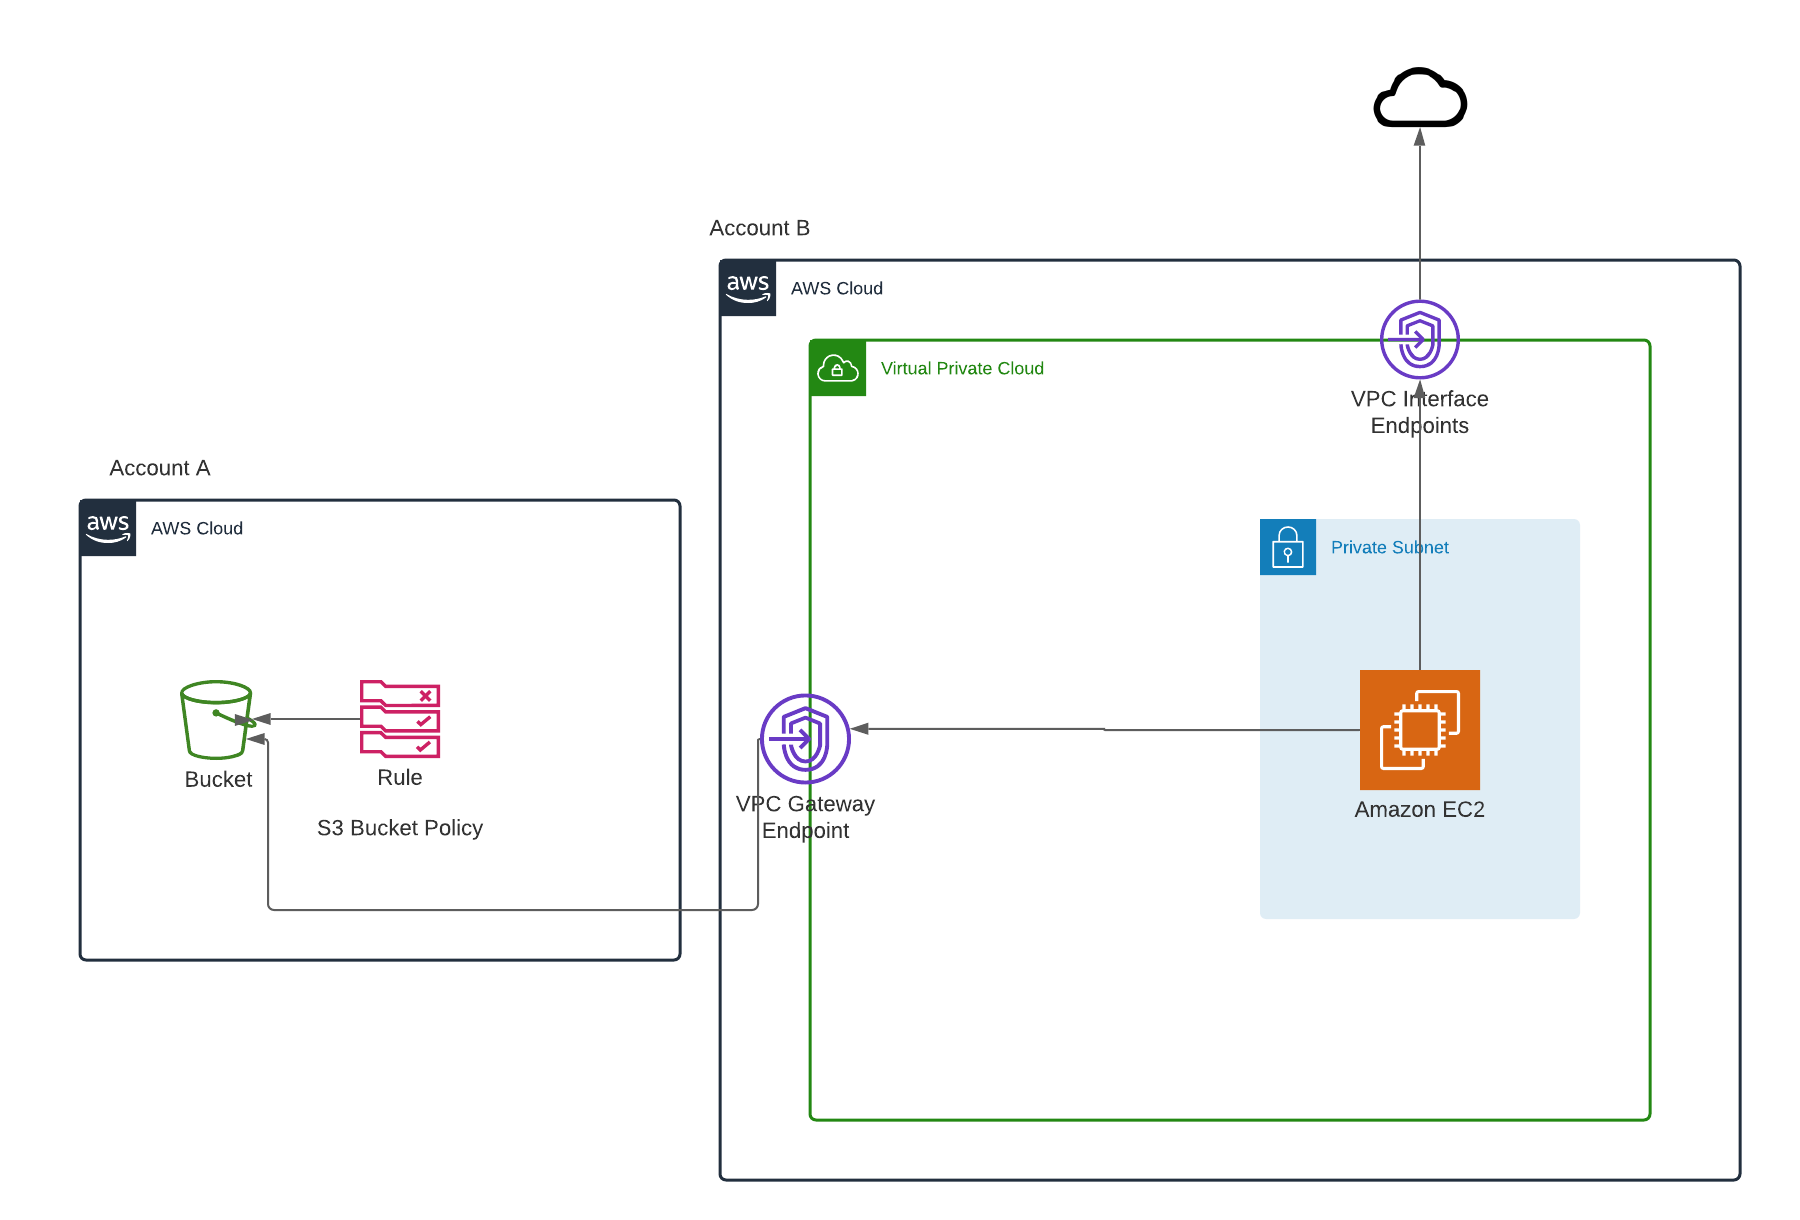 Account B
aws
AWS Cloud
Virtual Private Cloud
VPC Interface
Endpoints
Account A
aws
AWS Cloud
Private Subnet
Bucket
Rule
S3 Bucket Policy
VPC Gateway
Endpoint
Amazon EC2